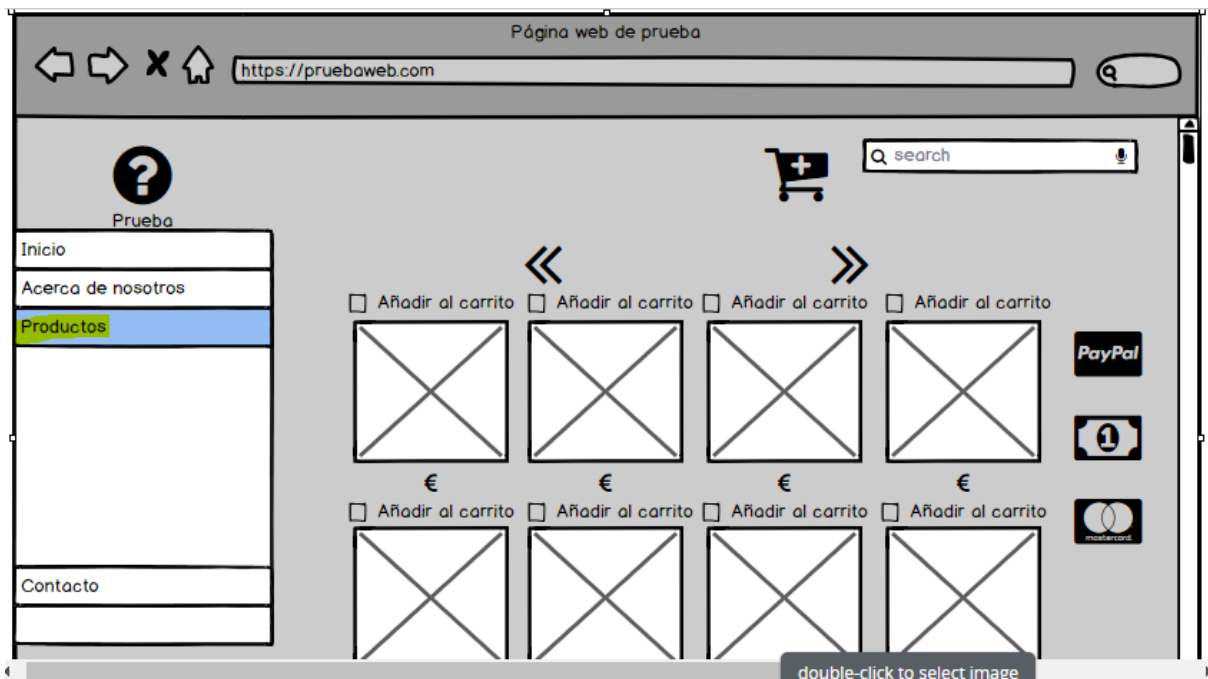 Página web de prueba
https://pruebaweb.com
search
Prueba
Inicio
Acerca de nosotros
Productos
Contacto
Añadir al carrito Añadir al carrito Añadir al carrito Añadir al carrito
€ € € €
Añadir al carrito Añadir al carrito Añadir al carrito Añadir al carrito
PayPal
1
mastercard.
double-click to select image